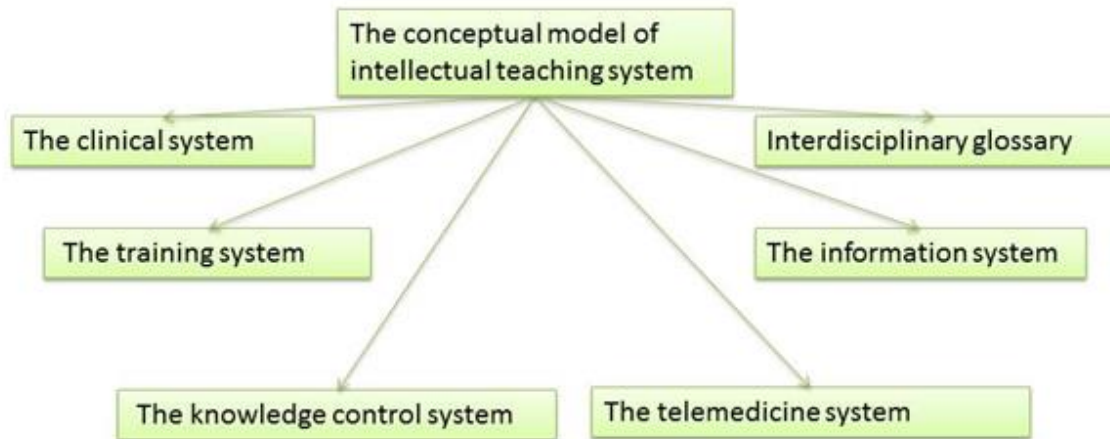 The conceptual model of
intellectual teaching system
The clinical system
Interdisciplinary glossary
The training system
The information system
The knowledge control system
The telemedicine system